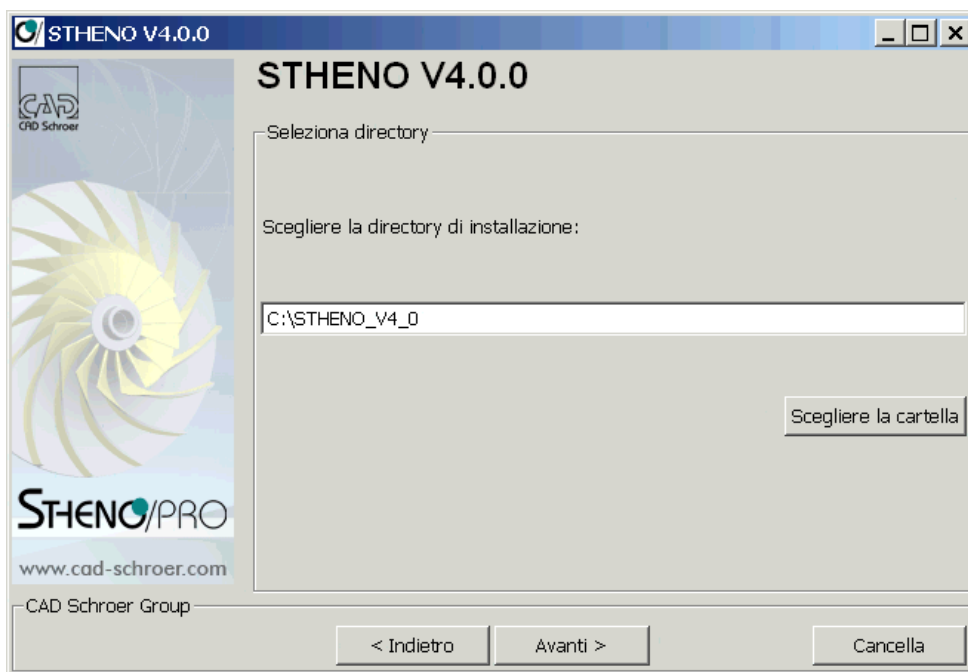 STHENO V4.0.0
CAD
CAD Schroer
STHENO V4.0.0
Seleziona directory
Scegliere la directory di installazione:
C:\STHENO_V4_0
Scegliere la cartella
STHENO/PRO
www.cad-schroer.com
CAD Schroer Group
< Indietro
Avanti >
Cancella